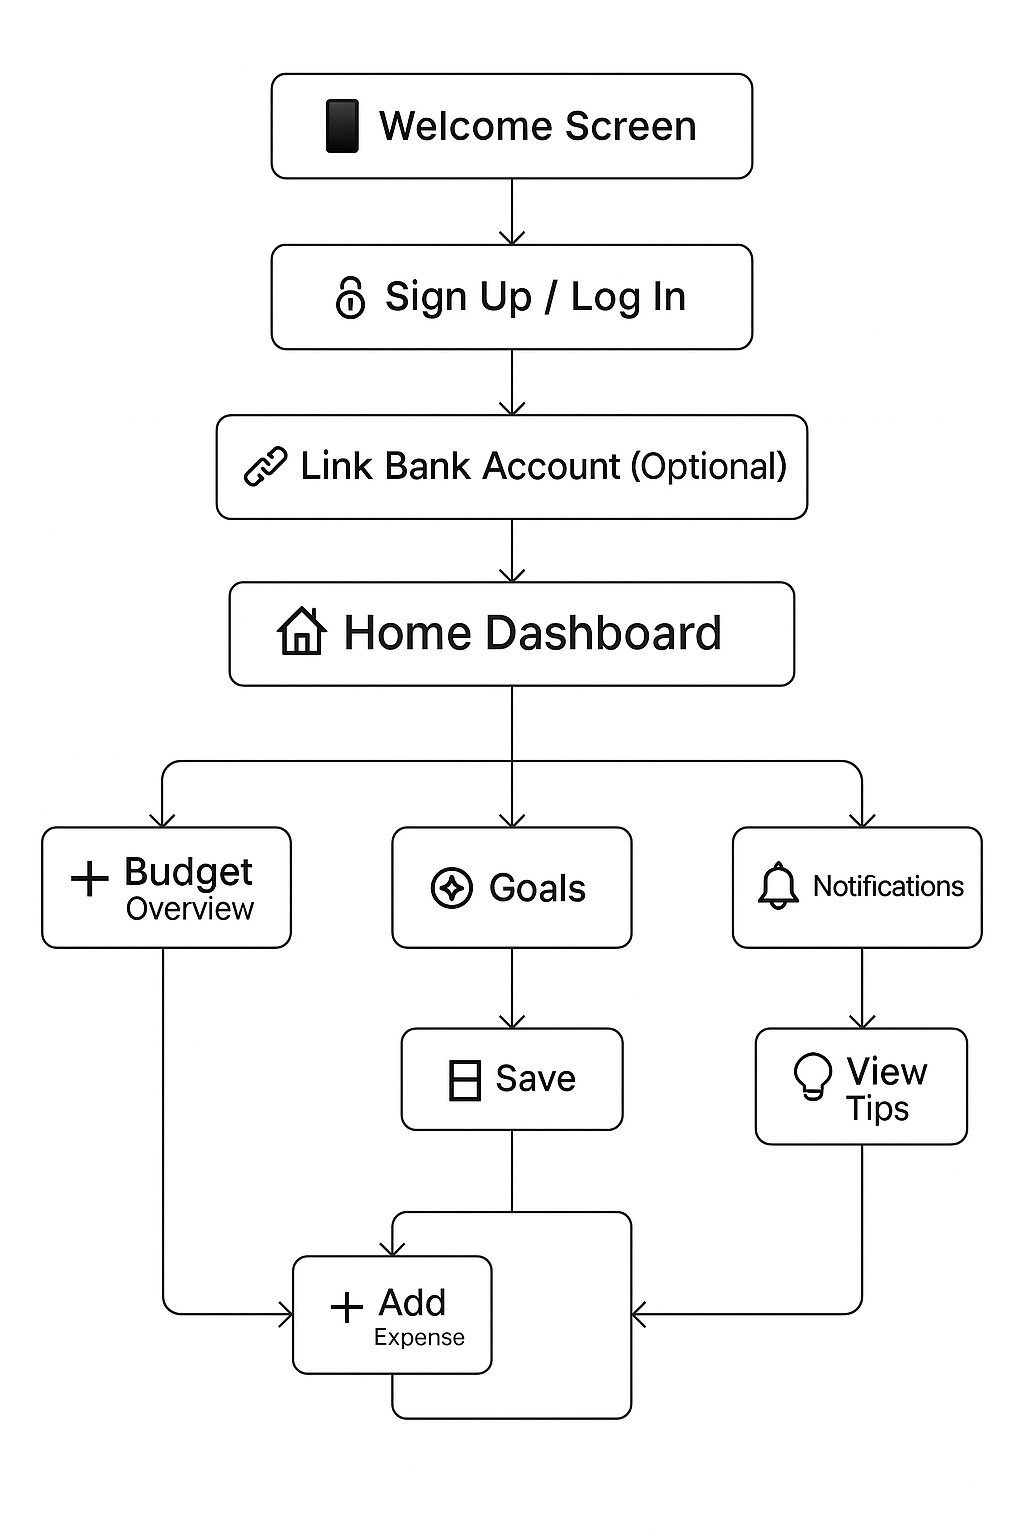 Welcome Screen
Sign Up / Log In
Link Bank Account (Optional)
Home Dashboard
Budget
Overview
Goals
Notifications
Save
View
Tips
Add
Expense